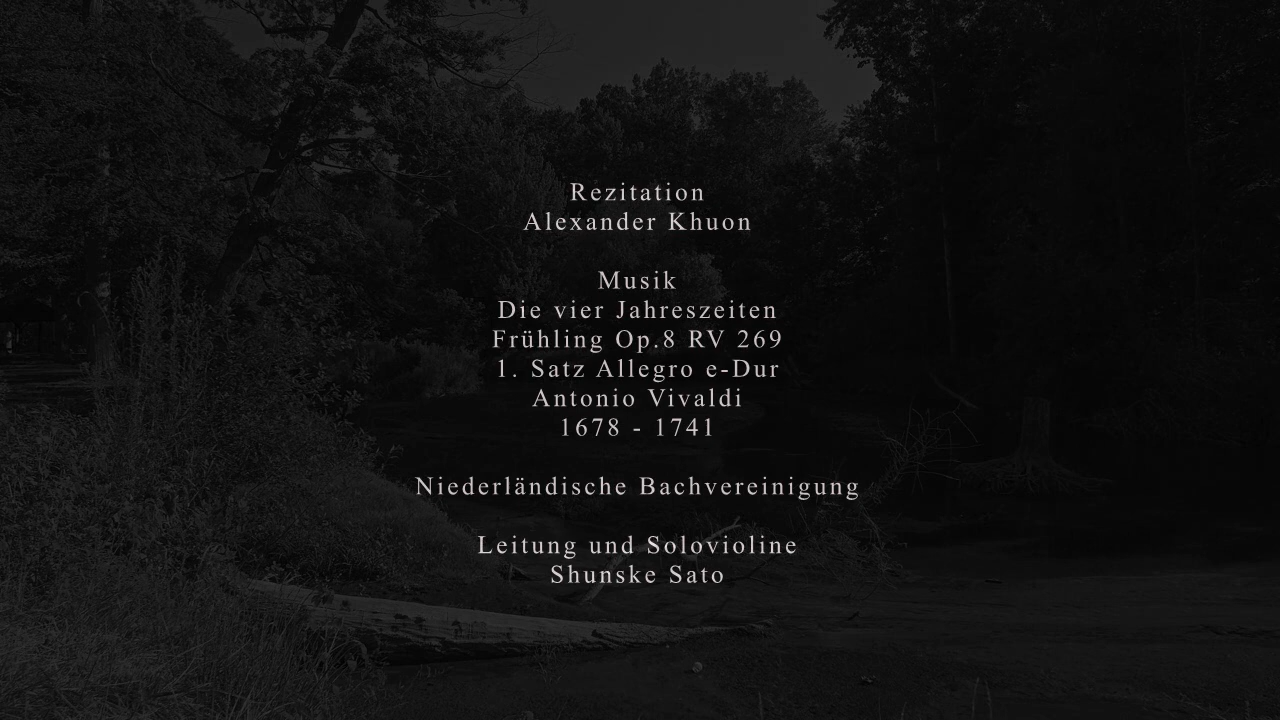 Rezitation
Alexander Khuon
Musik
Die vier Jahreszeiten
Frühling Op.8 RV 269
1. Satz Allegro e-Dur
Antonio Vivaldi
1678 - 1741
Niederländische Bachvereinigung
Leitung und Solovioline
Shunske Sato